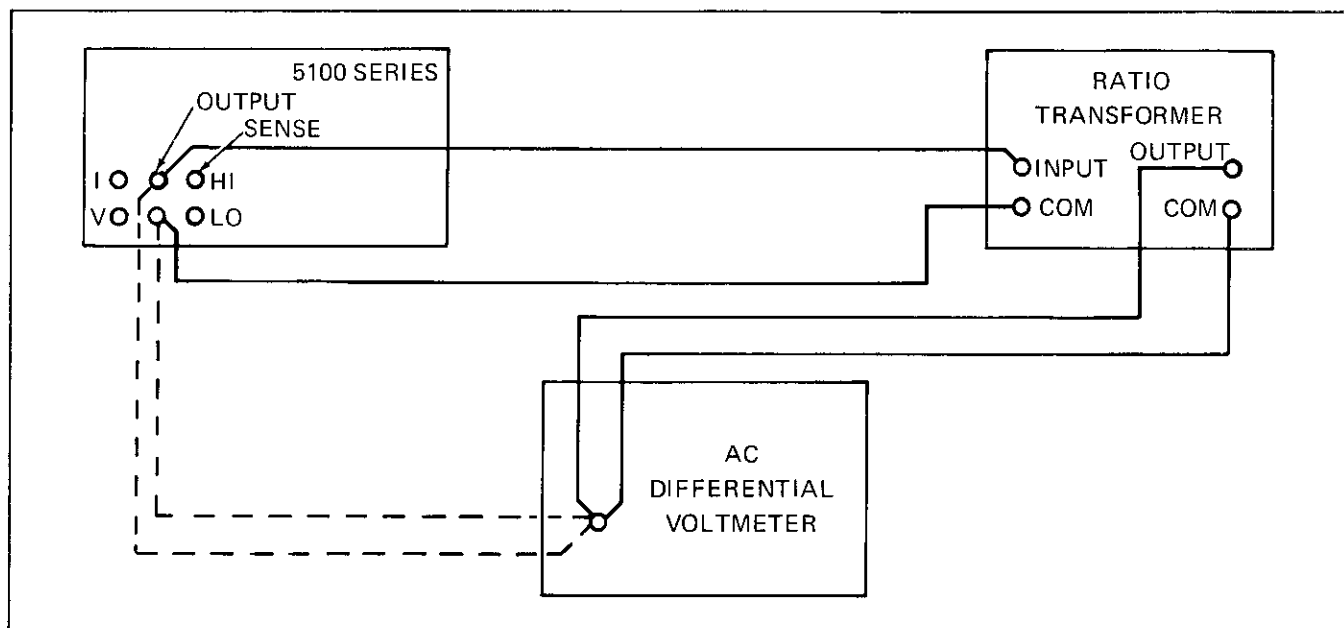 5100 SERIES
OUTPUT
SENSE
I HI
V LO
RATIO
TRANSFORMER
INPUT OUTPUT
COM COM
AC
DIFFERENTIAL
VOLTMETER